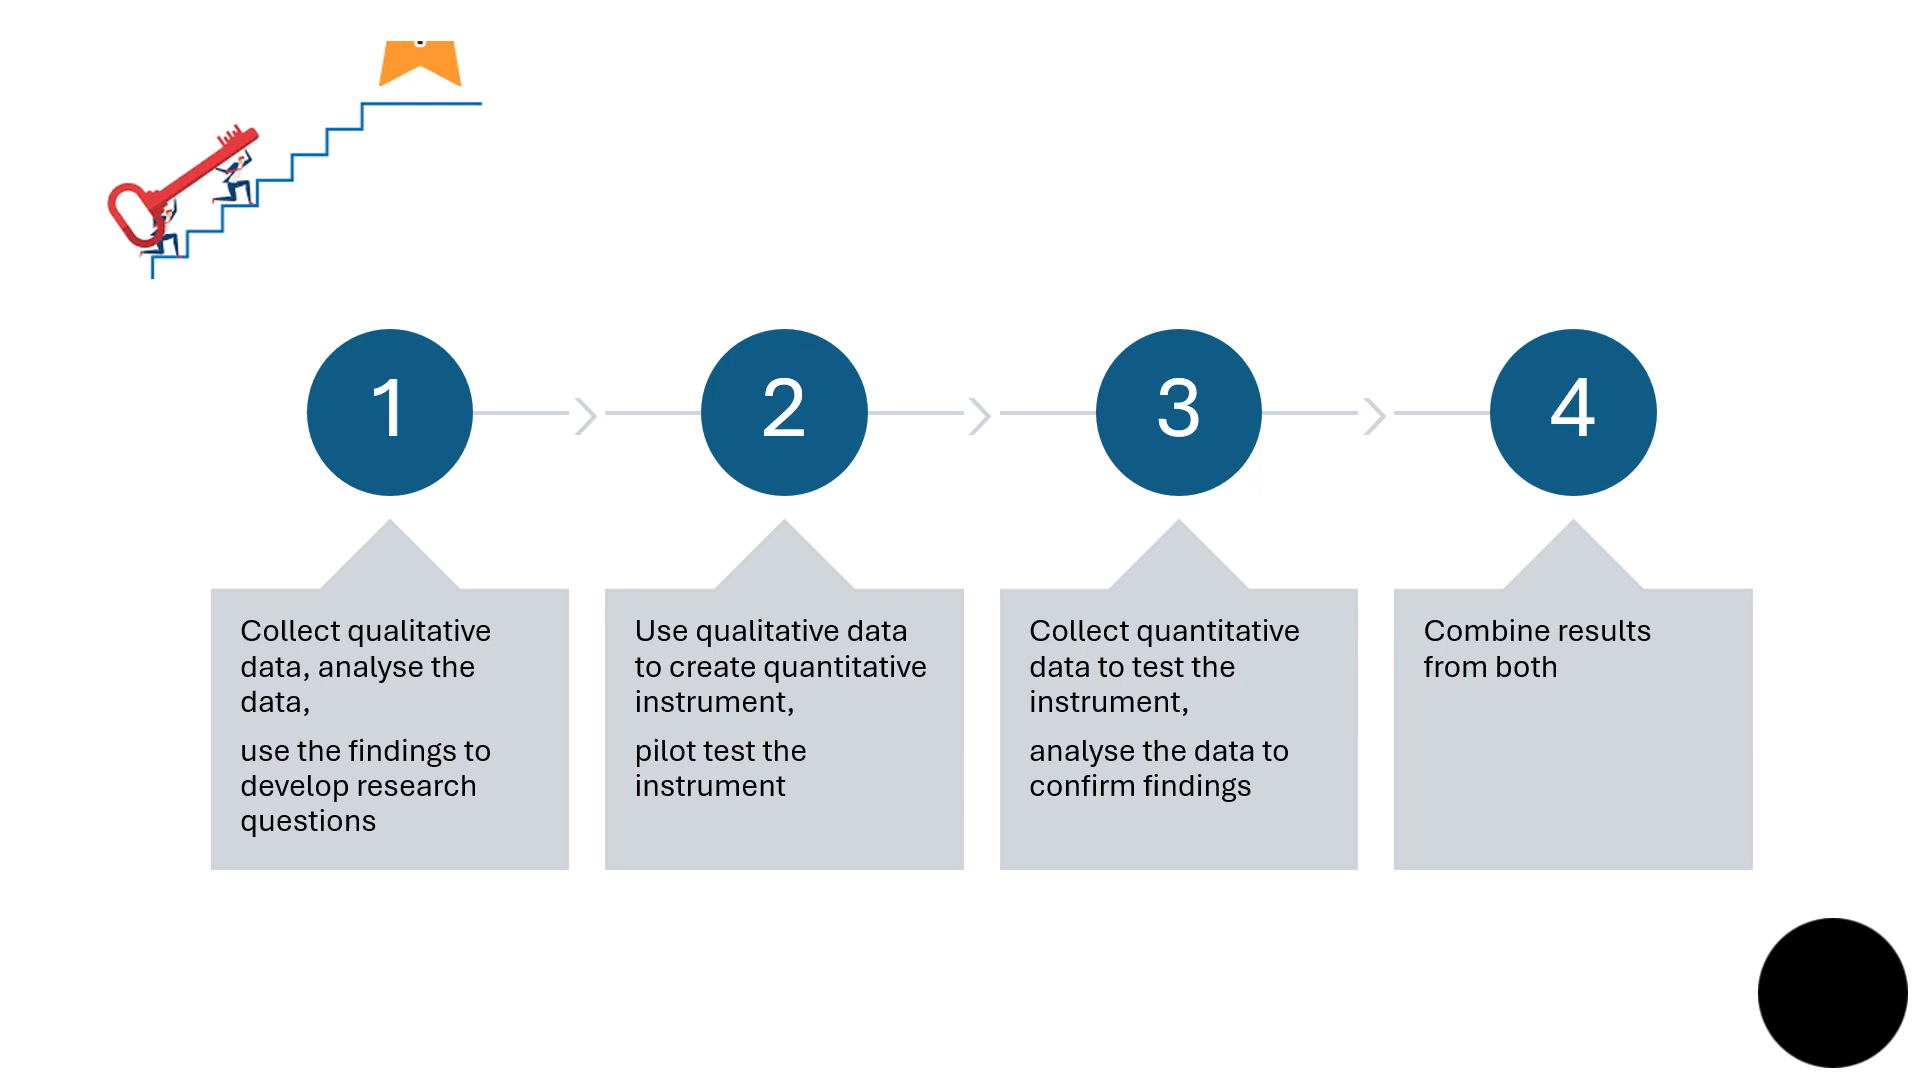 1
2
3
4
Collect qualitative
data, analyse the
data,
use the findings to
develop research
questions
Use qualitative data
to create quantitative
instrument,
pilot test the
instrument
Collect quantitative
data to test the
instrument,
analyse the data to
confirm findings
Combine results
from both